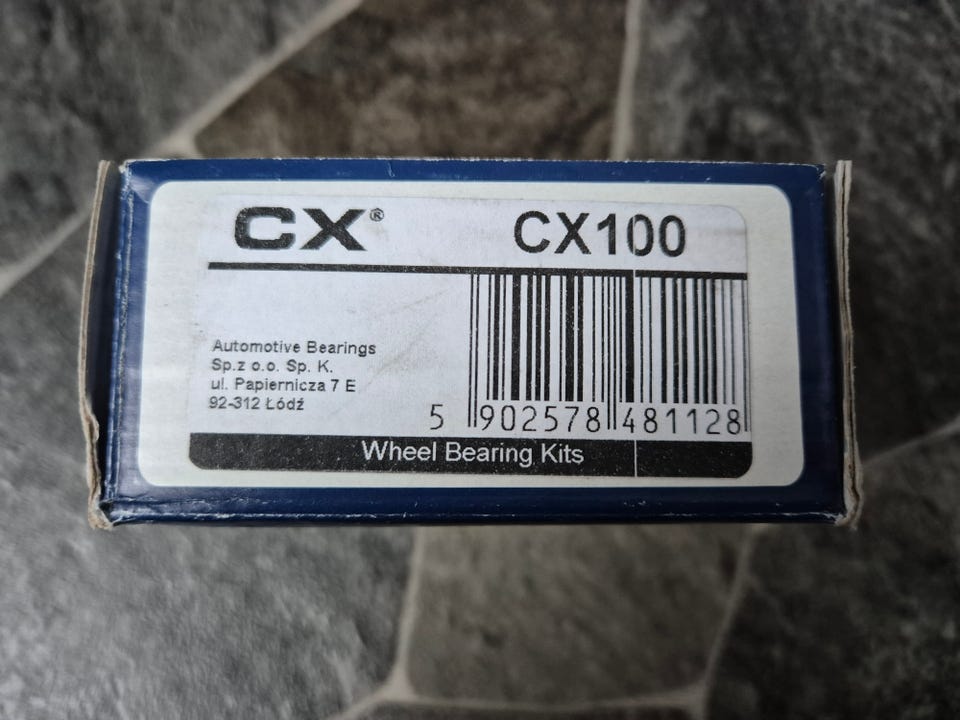 CX® CX100
Automotive Bearings
Sp.z o.o. Sp. K.
ul. Papiernicza 7 E
92-312 Łódź
5 902578 481128
Wheel Bearing Kits